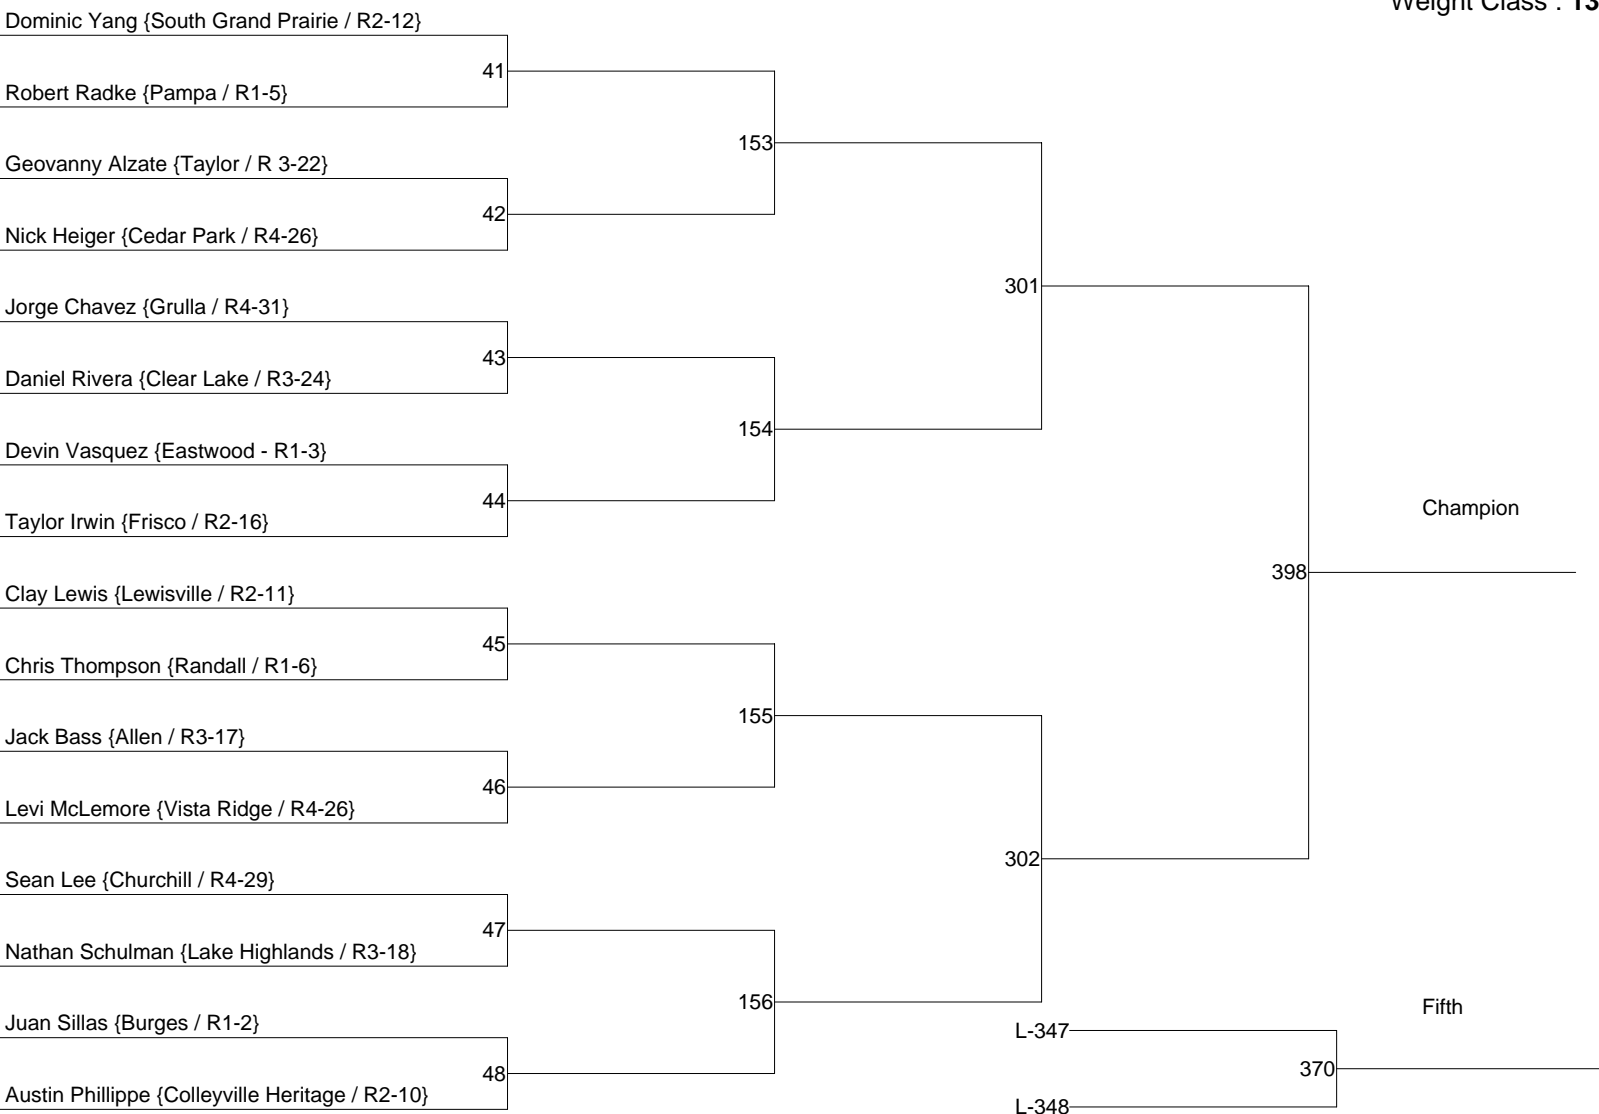 Weight Class : 13
Dominic Yang {South Grand Prairie / R2-12}
41
Robert Radke {Pampa / R1-5}
153
Geovanny Alzate {Taylor / R 3-22}
42
Nick Heiger {Cedar Park / R4-26}
301
Jorge Chavez {Grulla / R4-31}
43
Daniel Rivera {Clear Lake / R3-24}
154
Devin Vasquez {Eastwood - R1-3}
44
Champion
Taylor Irwin {Frisco / R2-16}
398
Clay Lewis {Lewisville / R2-11}
45
Chris Thompson {Randall / R1-6}
155
Jack Bass {Allen / R3-17}
46
Levi McLemore {Vista Ridge / R4-26}
302
Sean Lee {Churchill / R4-29}
47
Nathan Schulman {Lake Highlands / R3-18}
156
Fifth
Juan Sillas {Burges / R1-2}
L-347
370
48
Austin Phillippe {Colleyville Heritage / R2-10}
L-348